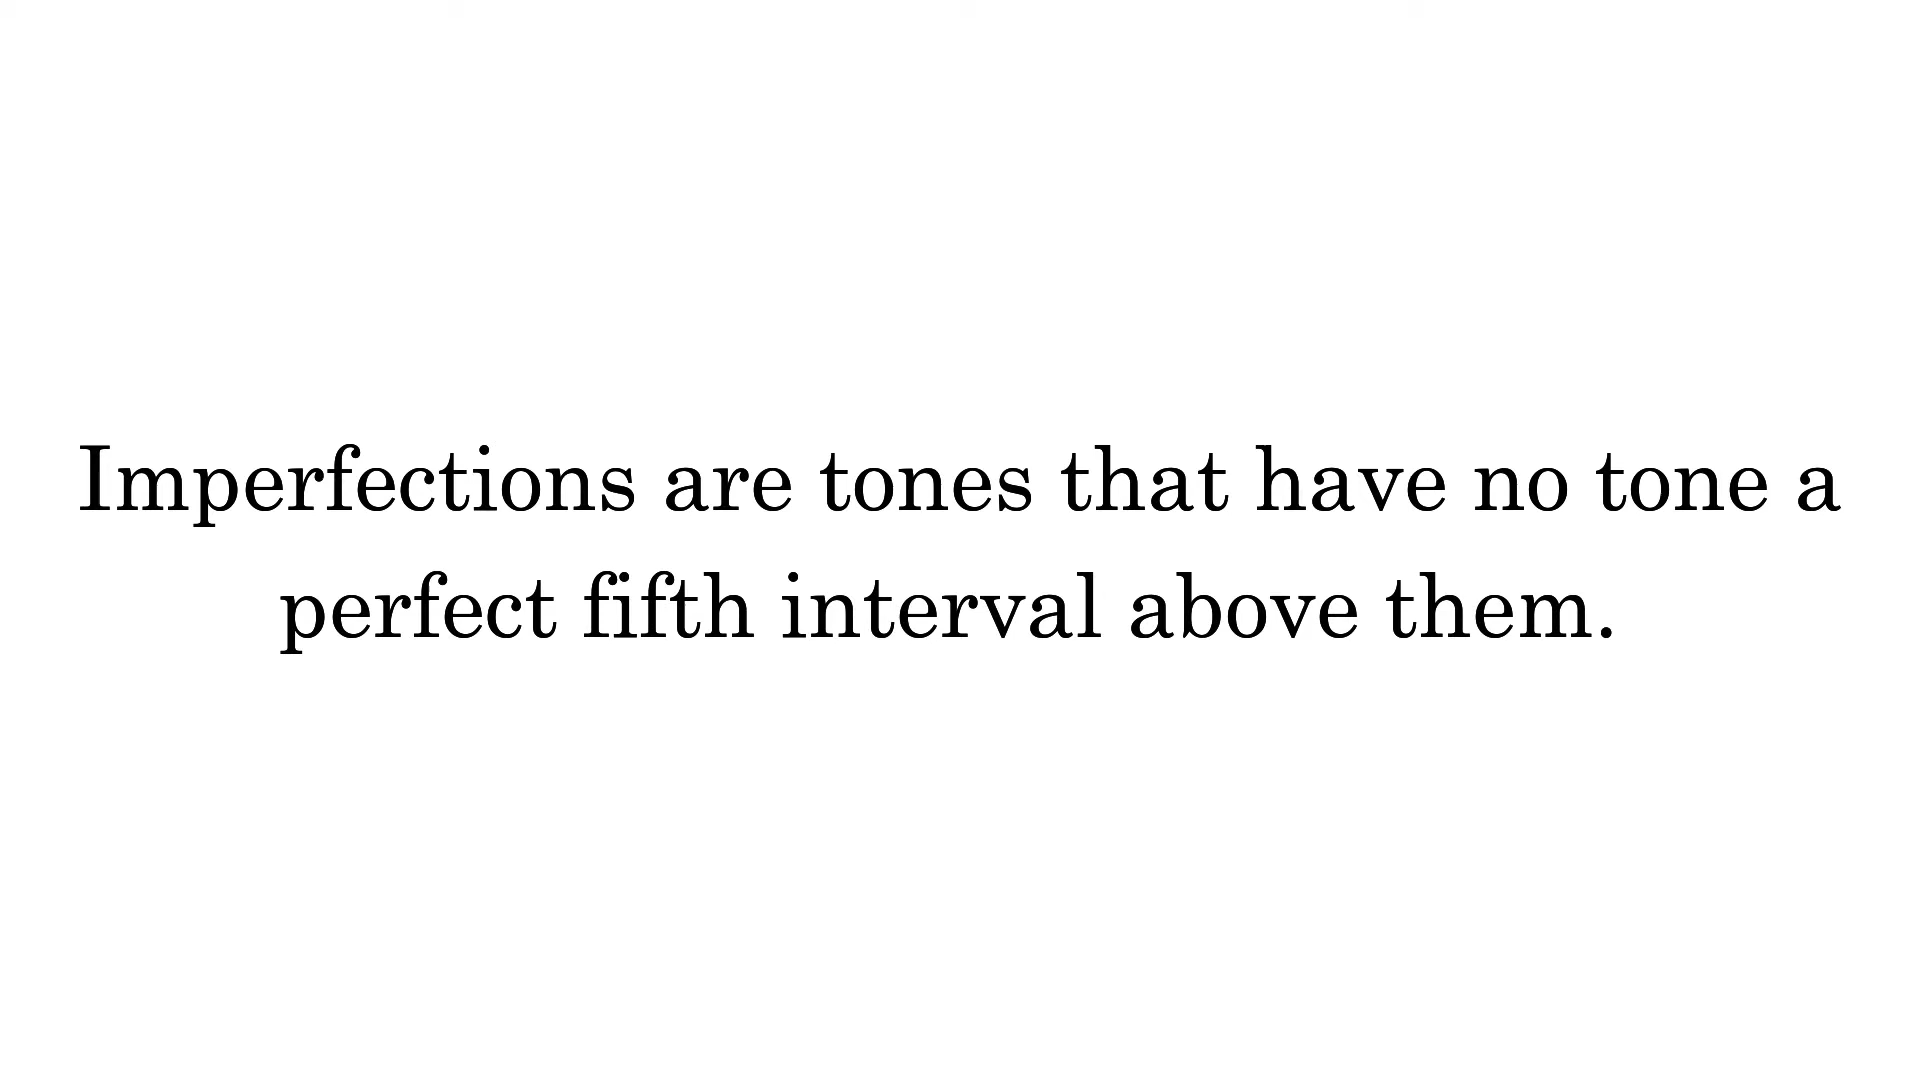 Imperfections are tones that have no tone a
perfect fifth interval above them.